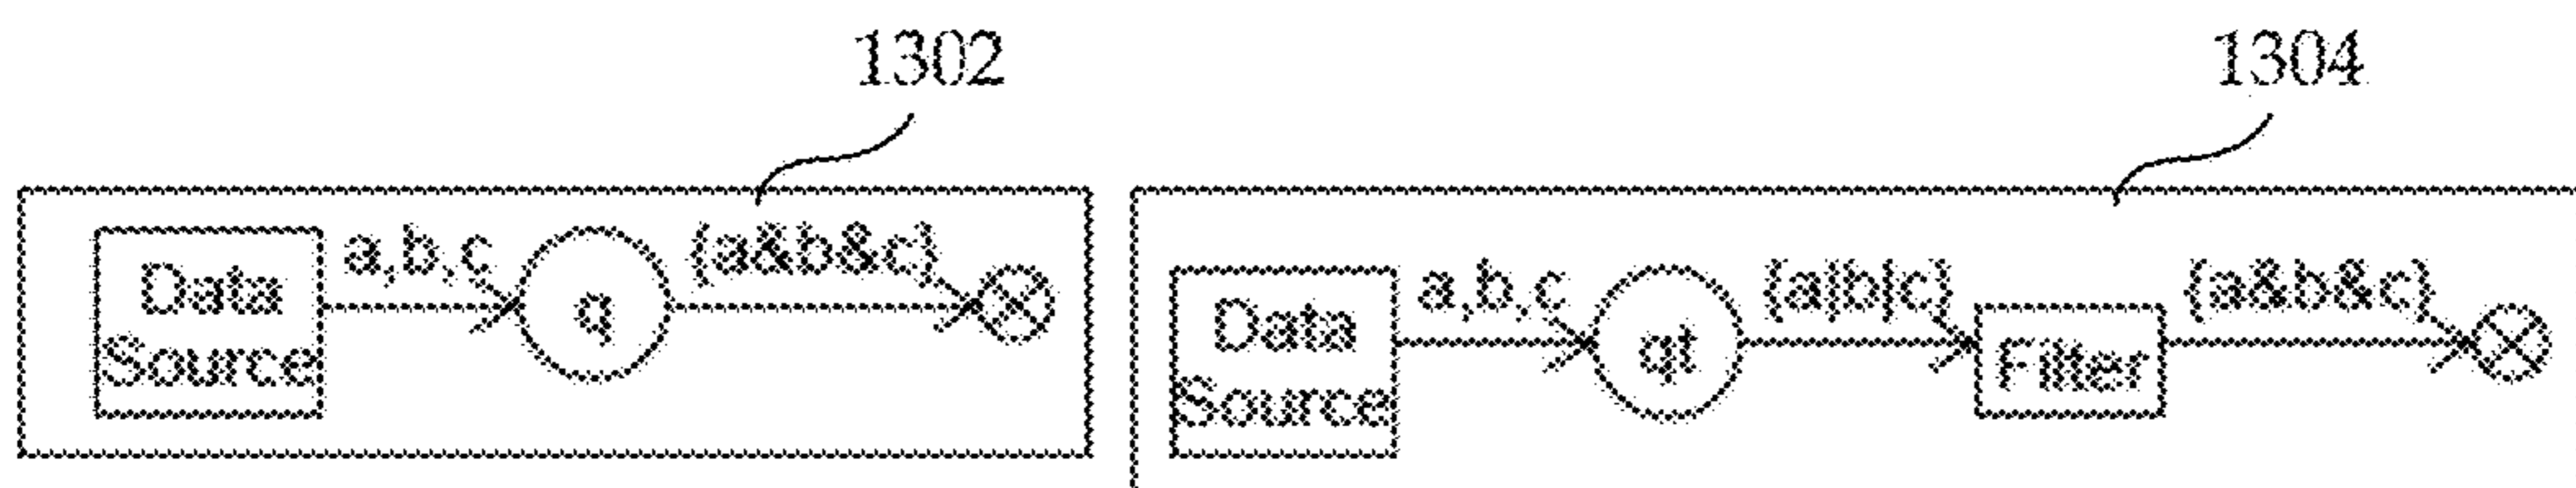 1302
1304
a,b,c
{a&b&c}
Data
Source
q
a,b,c
{a|b|c}
{a&b&c}
Data
Source
qt
Filter